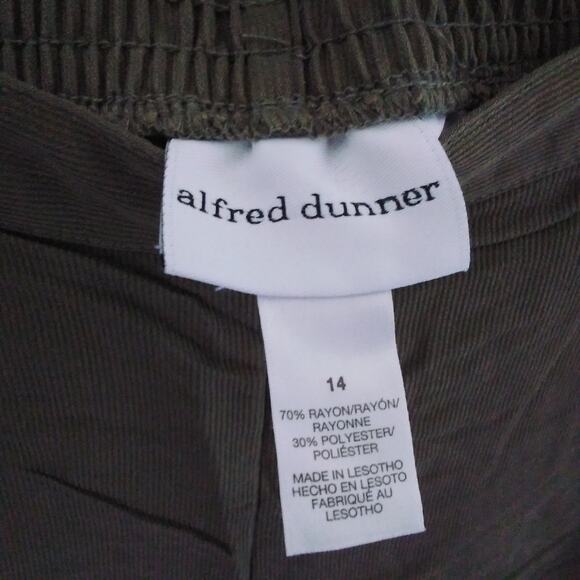 alfred dunner
14
70% RAYON/RAYÓN/
RAYONNE
30% POLYESTER/
POLIÉSTER
MADE IN LESOTHO
HECHO EN LESOTO
FABRIQUÉ AU
LESOTHO